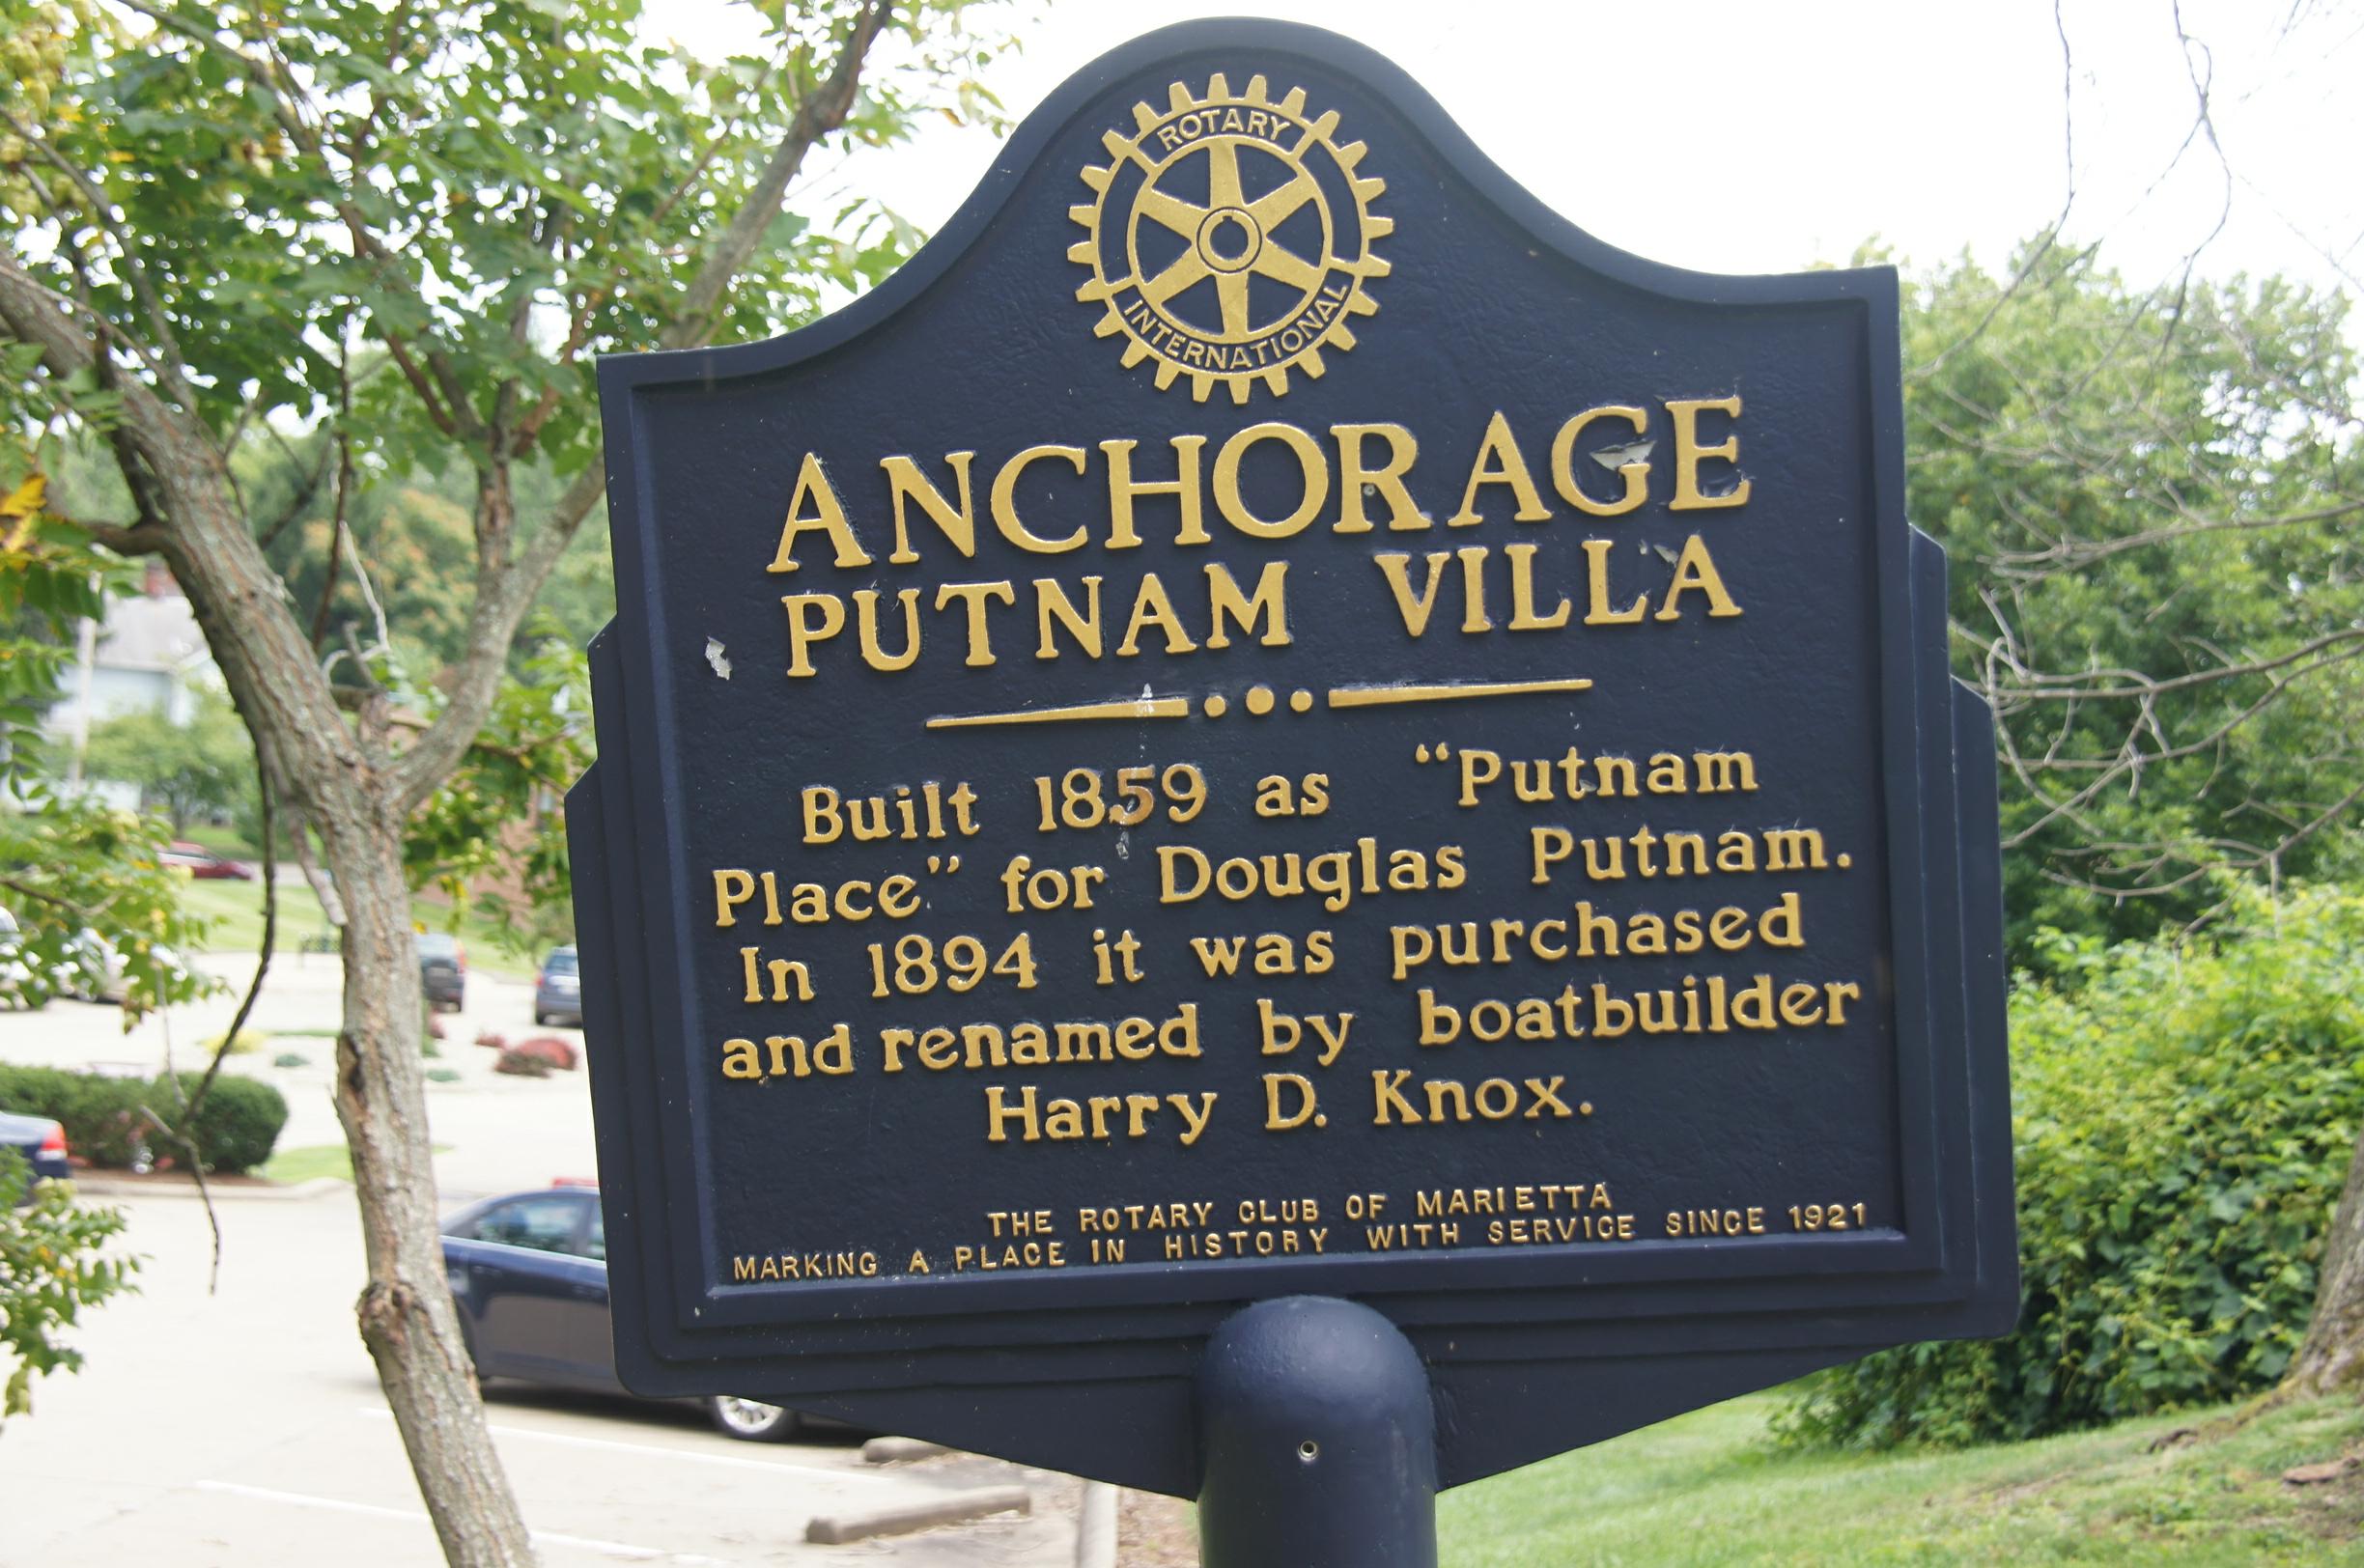 ROTARY
INTERNATIONAL
ANCHORAGE
PUTNAM VILLA
Built 1859 as "Putnam
Place" for Douglas Putnam.
In 1894 it was purchased
and renamed by boatbuilder
Harry D. Knox.
THE ROTARY CLUB OF MARIETTA
MARKING A PLACE IN HISTORY WITH SERVICE SINCE 1921